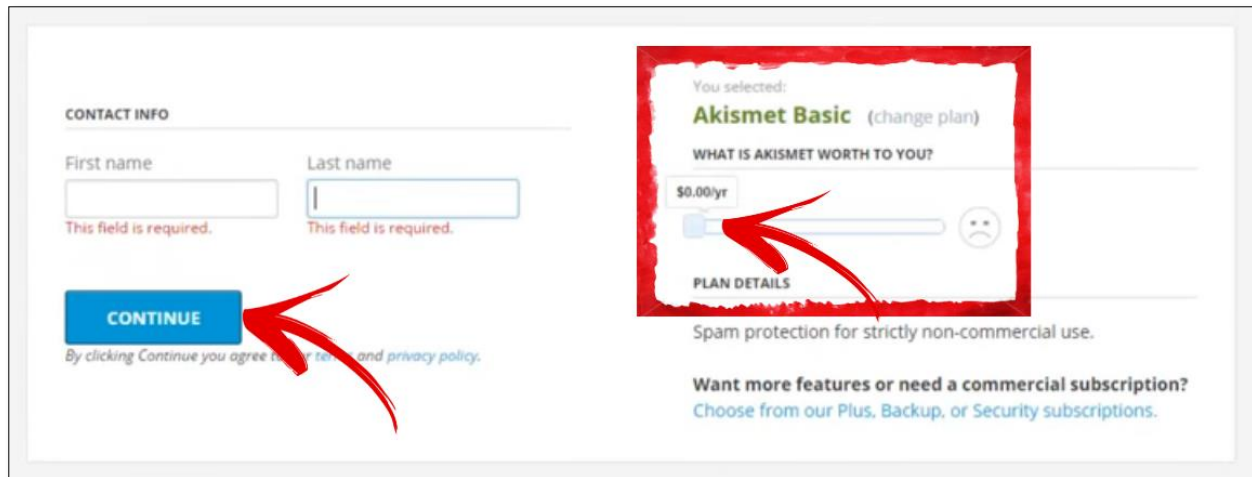 CONTACT INFO
First name
Last name
This field is required.
This field is required.
CONTINUE
By clicking Continue you agree and privacy policy.
You selected:
Akismet Basic (change plan)
WHAT IS AKISMET WORTH TO YOU?
$0.00/yr
PLAN DETAILS
Spam protection for strictly non-commercial use.
Want more features or need a commercial subscription?
Choose from our Plus, Backup, or Security subscriptions.